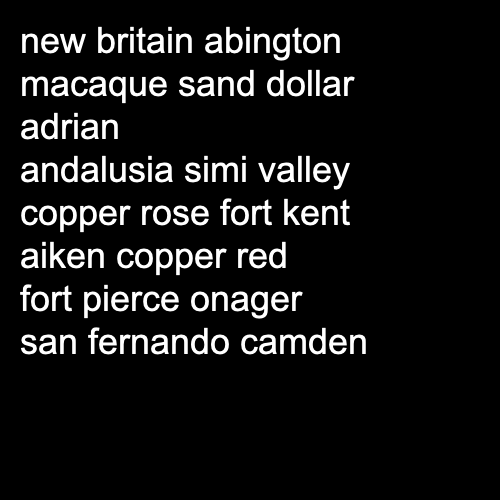 new britain abington
macaque sand dollar
adrian
andalusia simi valley
copper rose fort kent
aiken copper red
fort pierce onager
san fernando camden